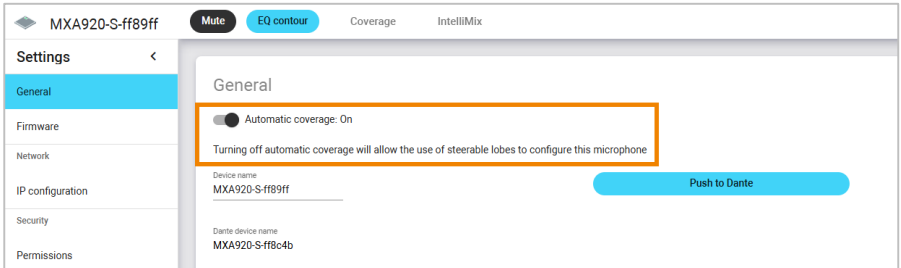 MXA920-S-ff89ff
Mute
EQ contour
Coverage
IntelliMix
Settings
General
Firmware
Network
IP configuration
Security
Permissions
General
Automatic coverage: On
Turning off automatic coverage will allow the use of steerable lobes to configure this microphone
Device name
MXA920-S-ff89ff
Push to Dante
Dante device name
MXA920-S-ff8c4b